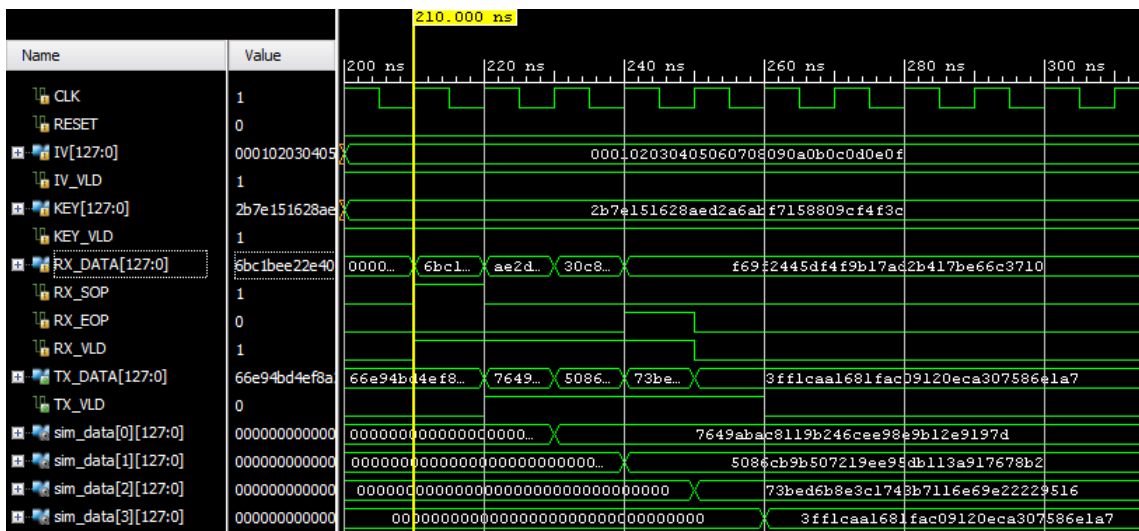 210.000 ns
Name Value 200 ns 220 ns 240 ns 260 ns 280 ns 300 ns
CLK 1
RESET 0
IV[127:0] 000102030405 000102030405060708090a0b0c0d0e0f
IV_VLD 1
KEY[127:0] 2b7e151628ae 2b7e151628aed2a6abf7158809cf4f3c
KEY_VLD 1
RX_DATA[127:0] 6bc1bee22e40 0000... 6bc1... ae2d... 30c8... f69f2445df4f9b17ad2b417be66c3710
RX_SOP 1
RX_EOP 0
RX_VLD 1
TX_DATA[127:0] 66e94bd4ef8a 66e94bd4ef8... 7649... 5086... 73be... 3ff1caa1681fac09120eca307586e1a7
TX_VLD 0
sim_data[0][127:0] 000000000000 000000000000000000... 7649abac8119b246cee98e9b12e9197d
sim_data[1][127:0] 000000000000 000000000000000000000000... 5086cb9b507219ee95db113a917678b2
sim_data[2][127:0] 000000000000 00000000000000000000000000000000 73bed6b8e3c1743b7116e69e22229516
sim_data[3][127:0] 000000000000 00000000000000000000000000000000 3ff1caa1681fac09120eca307586e1a7